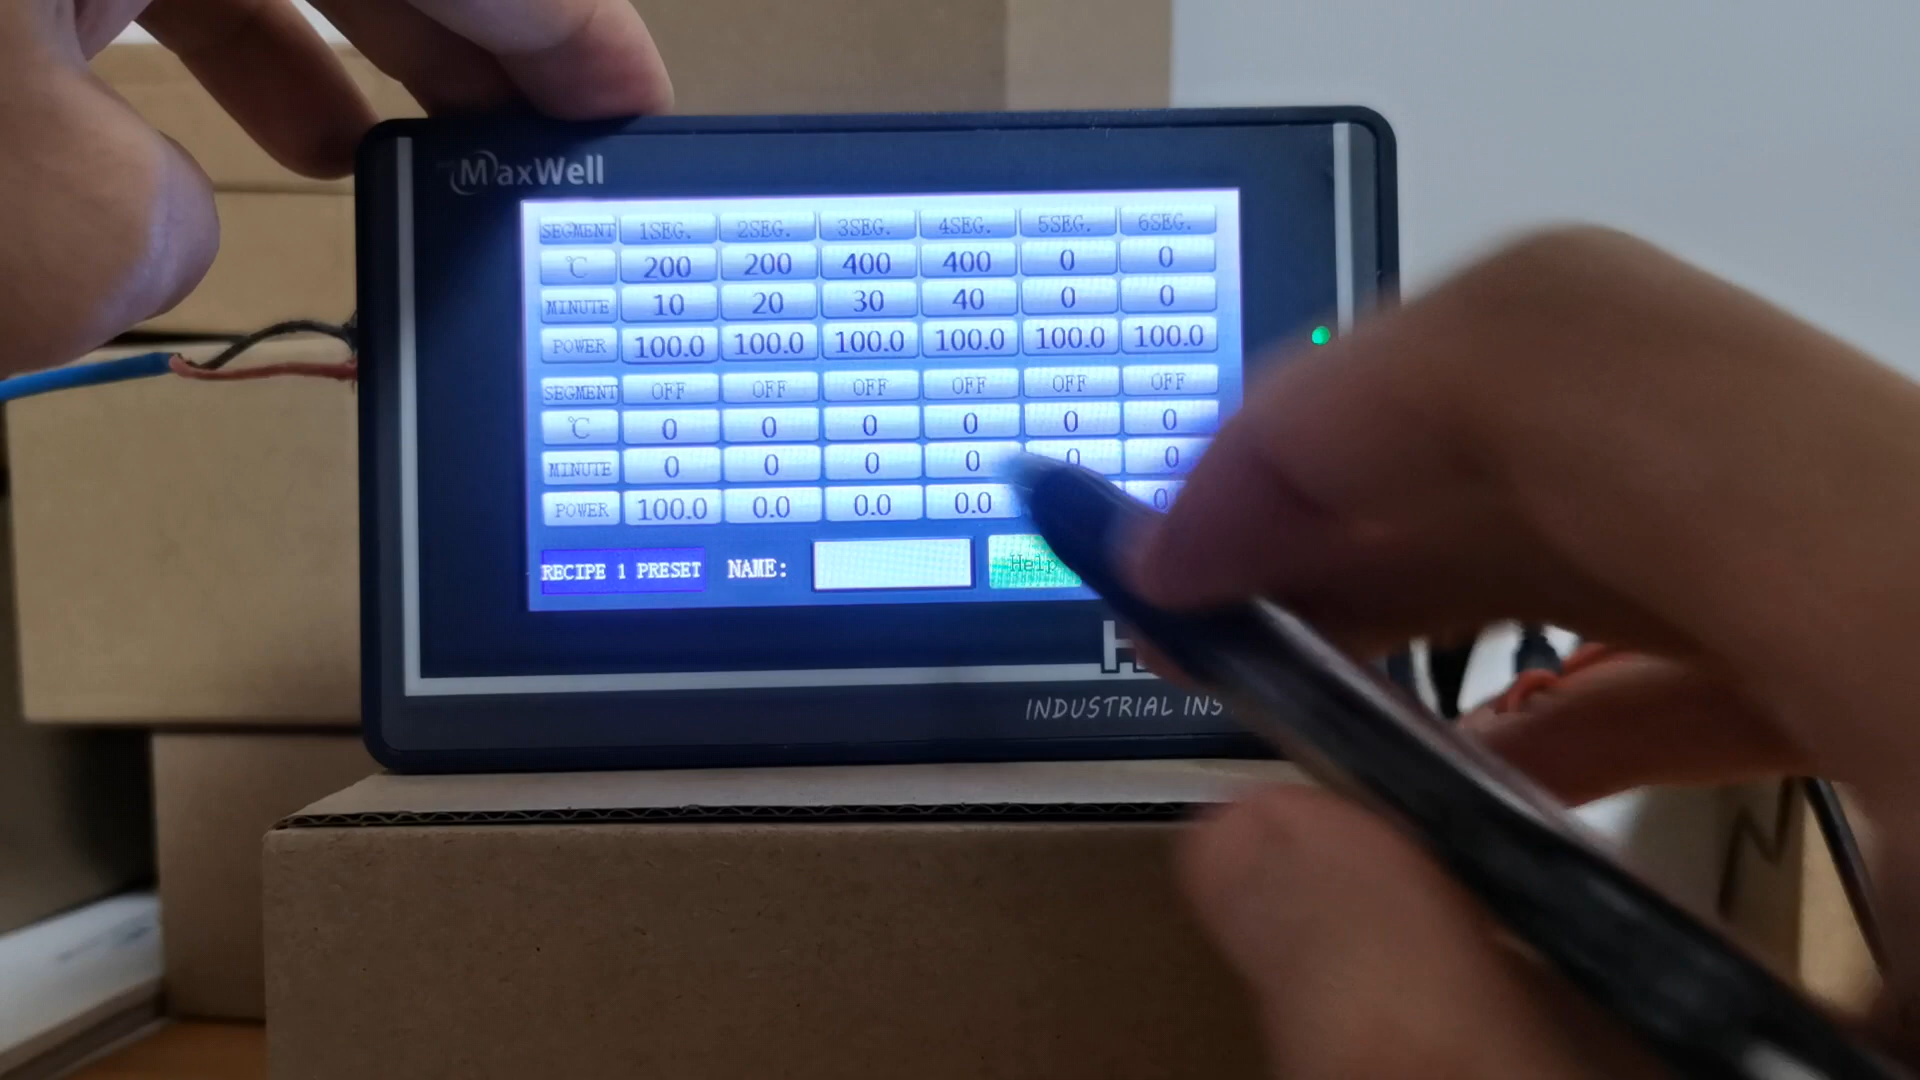 MaxWell
SEGMENT 1SEG. 2SEG. 3SEG. 4SEG. 5SEG. 6SEG.
℃ 200 200 400 400 0 0
MINUTE 10 20 30 40 0 0
POWER 100.0 100.0 100.0 100.0 100.0 100.0
SEGMENT OFF OFF OFF OFF OFF OFF
℃ 0 0 0 0 0 0
MINUTE 0 0 0 0 0 0
POWER 100.0 0.0 0.0 0.0
RECIPE 1 PRESET NAME: Help
INDUSTRIAL